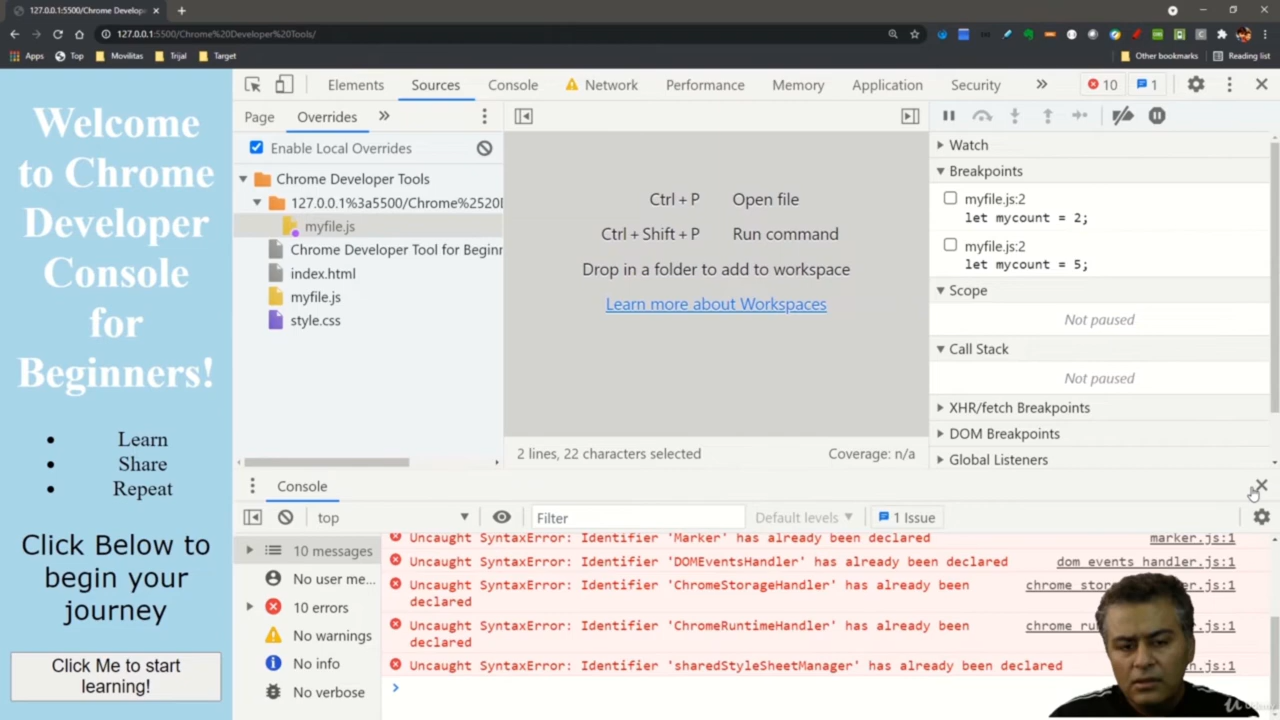 127.0.0.1:5500/Chrome Develop
127.0.0.1:5500/Chrome%20Developer%20Tools/
Apps
Top
Movilitas
Trijal
Target
Other bookmarks
Reading list
Welcome
to Chrome
Developer
Console
for
Beginners!
Learn
Share
Repeat
Click Below to
begin your
journey
Click Me to start
learning!
Elements
Sources
Console
Network
Performance
Memory
Application
Security
10
1
Page
Overrides
Enable Local Overrides
Chrome Developer Tools
127.0.0.1%3a5500/Chrome%2520
myfile.js
Chrome Developer Tool for Beginn
index.html
myfile.js
style.css
Ctrl + P Open file
Ctrl + Shift + P Run command
Drop in a folder to add to workspace
Learn more about Workspaces
2 lines, 22 characters selected
Coverage: n/a
Watch
Breakpoints
myfile.js:2
let mycount = 2;
myfile.js:2
let mycount = 5;
Scope
Not paused
Call Stack
Not paused
XHR/fetch Breakpoints
DOM Breakpoints
Global Listeners
Console
top
Filter
Default levels
1 Issue
10 messages
No user me...
10 errors
No warnings
No info
No verbose
Uncaught SyntaxError: Identifier 'Marker' has already been declared marker.js:1
Uncaught SyntaxError: Identifier 'DOMEventsHandler' has already been declared dom_events_handler.js:1
Uncaught SyntaxError: Identifier 'ChromeStorageHandler' has already been chrome_sto
declared
Uncaught SyntaxError: Identifier 'ChromeRuntimeHandler' has already been chrome_ru
declared
Uncaught SyntaxError: Identifier 'sharedStyleSheetManager' has already been declared